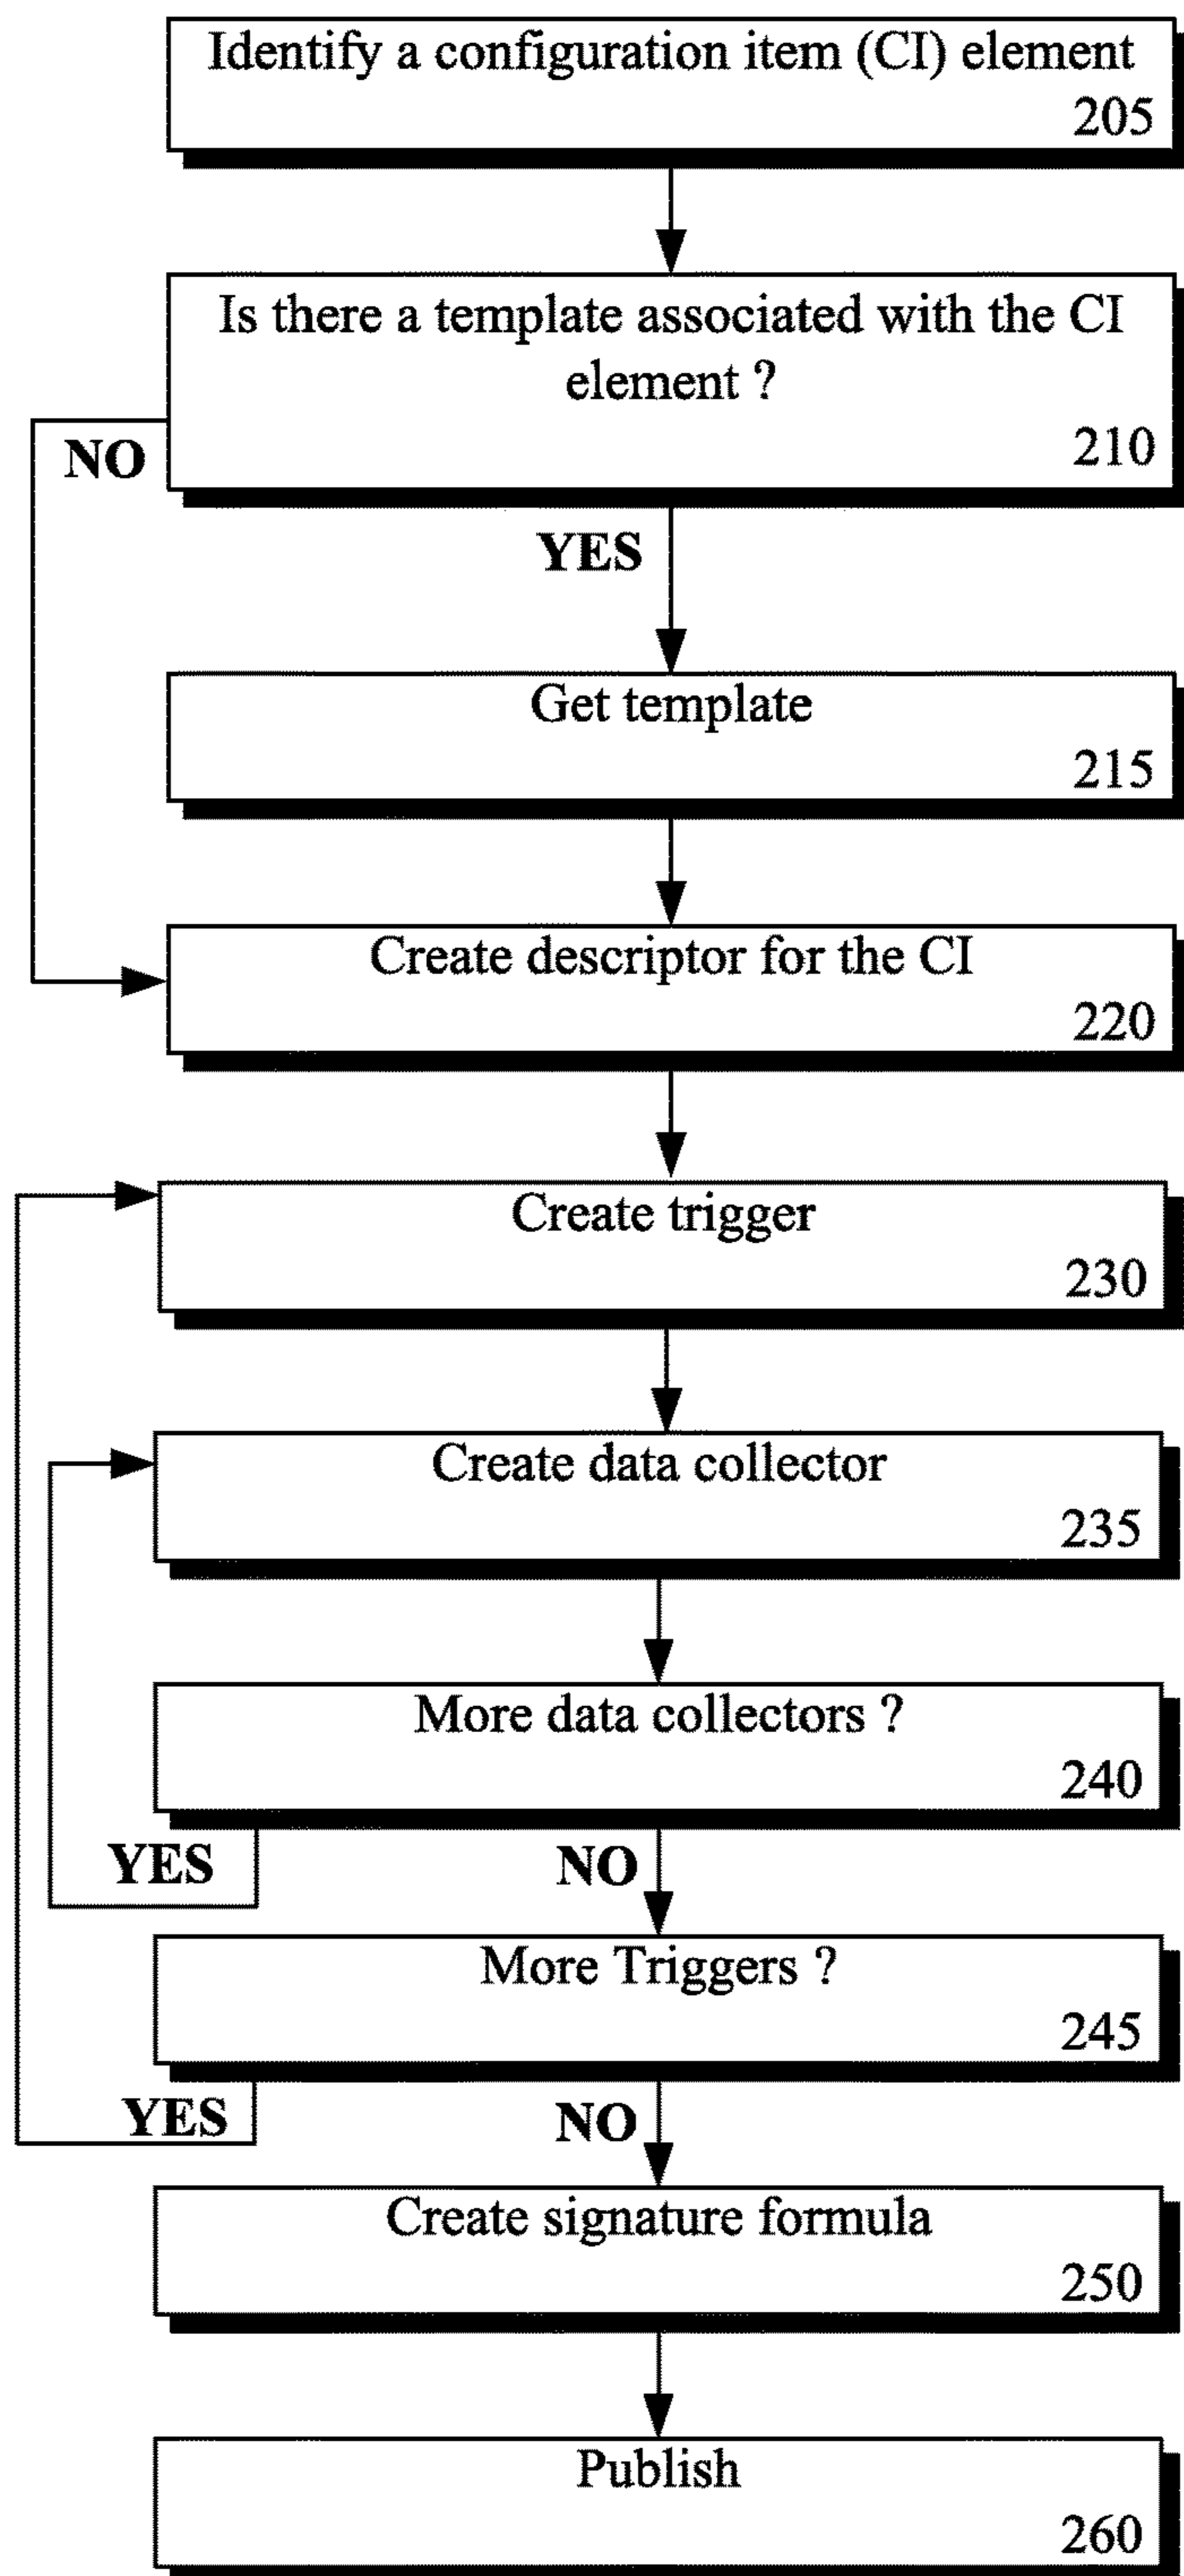 Identify a configuration item (CI) element
205
Is there a template associated with the CI
element ?
210
NO
YES
Get template
215
Create descriptor for the CI
220
Create trigger
230
Create data collector
235
More data collectors ?
240
YES
NO
More Triggers ?
245
YES
NO
Create signature formula
250
Publish
260